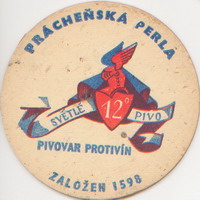 PRÁCHEŇSKÁ PERLA
SVĚTLÉ 12° PIVO
PIVOVAR PROTIVÍN
ZALOŽEN 1598